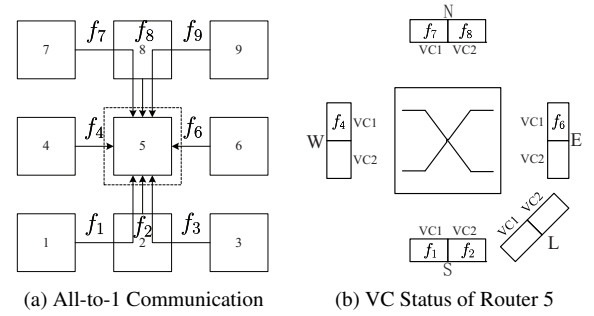 f7 f8 f9
7 8 9
f4 f6
4 5 6
f1 f2 f3
1 2 3
(a) All-to-1 Communication
N
f7 f8
VC1 VC2
W f4 VC1
VC2
VC1 f6 E
VC2
VC1 VC2
L
VC1 VC2
f1 f2
S
(b) VC Status of Router 5